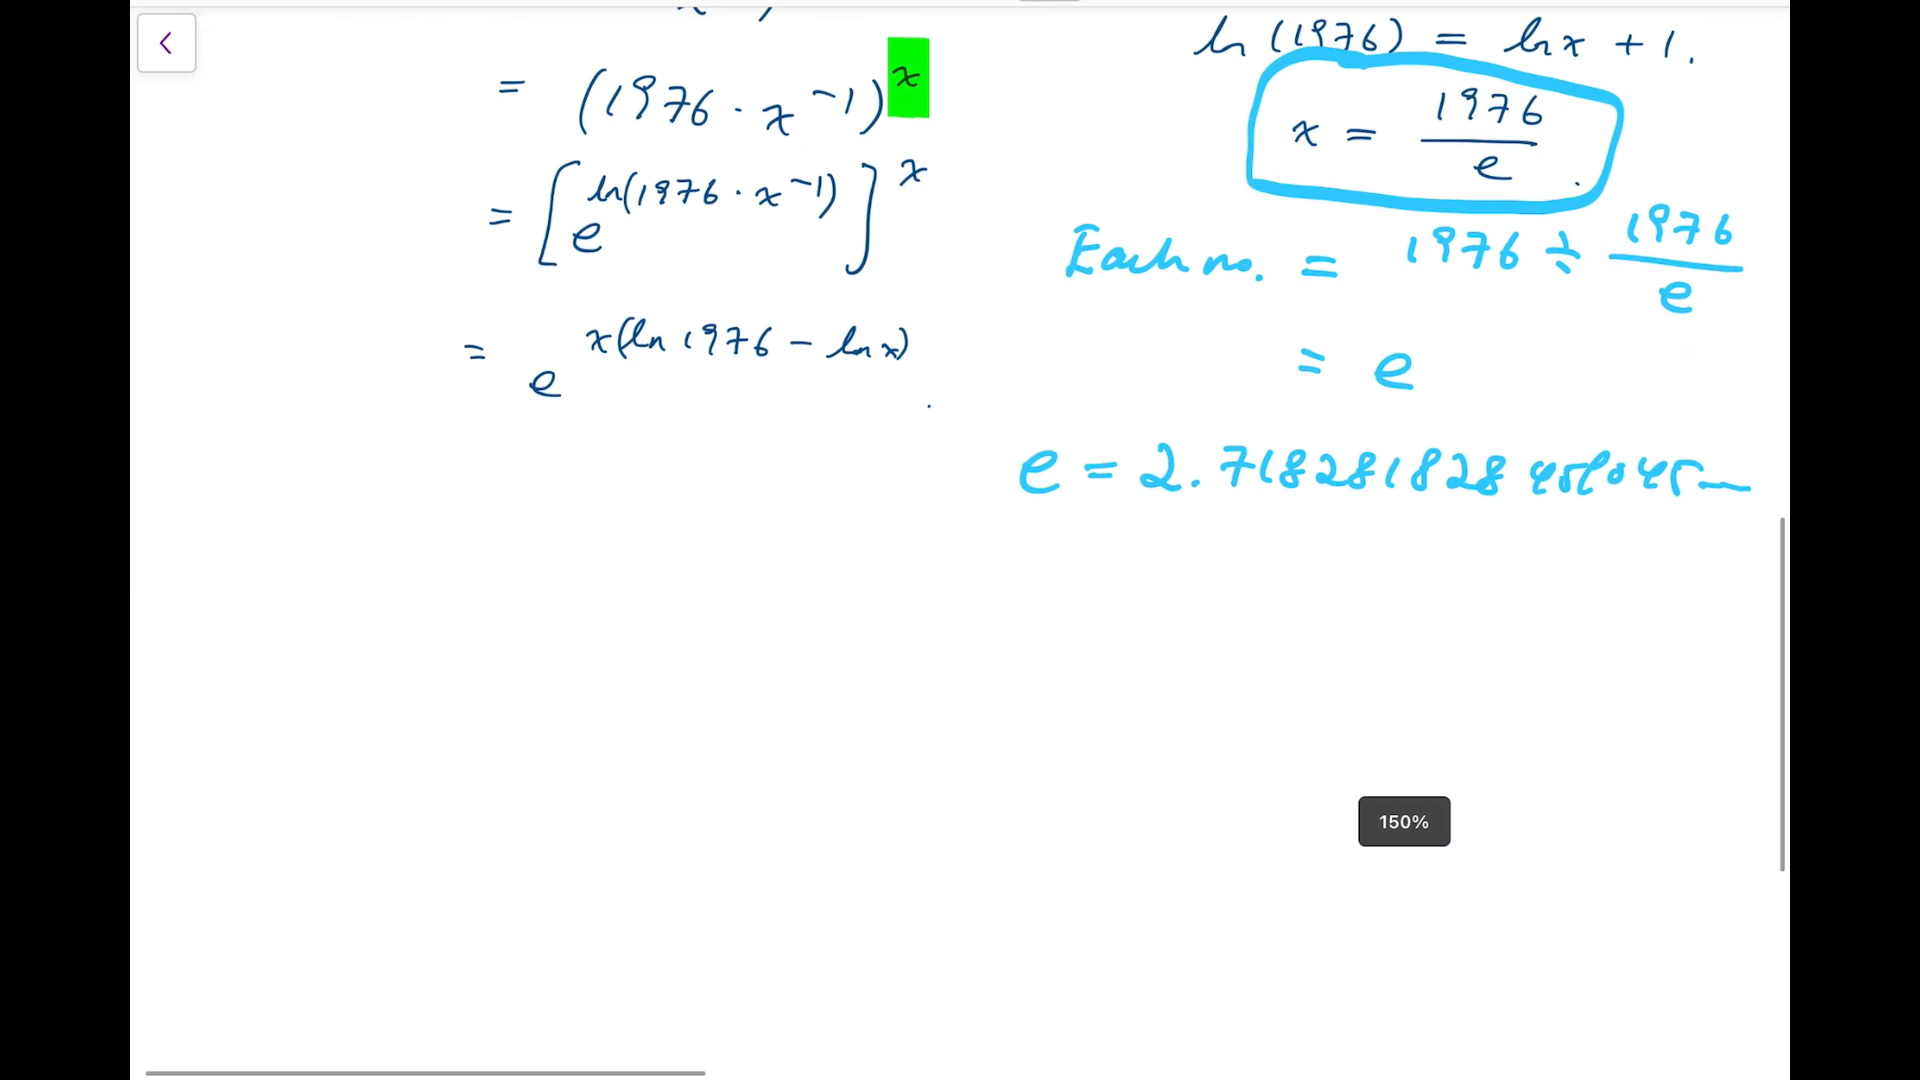 = (1976 · x⁻¹)ˣ
= [e^ln(1976 · x⁻¹)]ˣ
= e^x(ln 1976 − ln x)
ln (1976) = ln x + 1.
x = 1976/e.
Each no. = 1976 ÷ 1976/e
= e
e = 2.718281828
150%